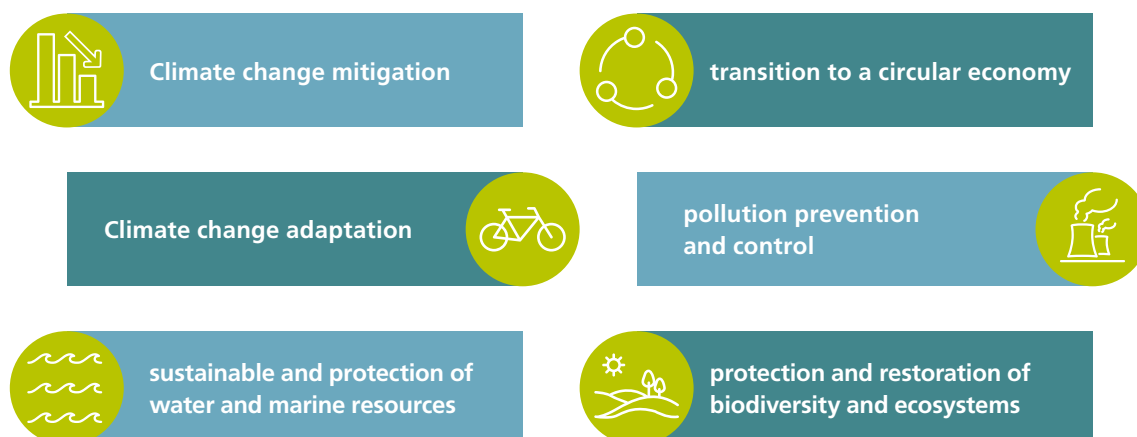 Climate change mitigation
transition to a circular economy
Climate change adaptation
pollution prevention
and control
sustainable and protection of
water and marine resources
protection and restoration of
biodiversity and ecosystems